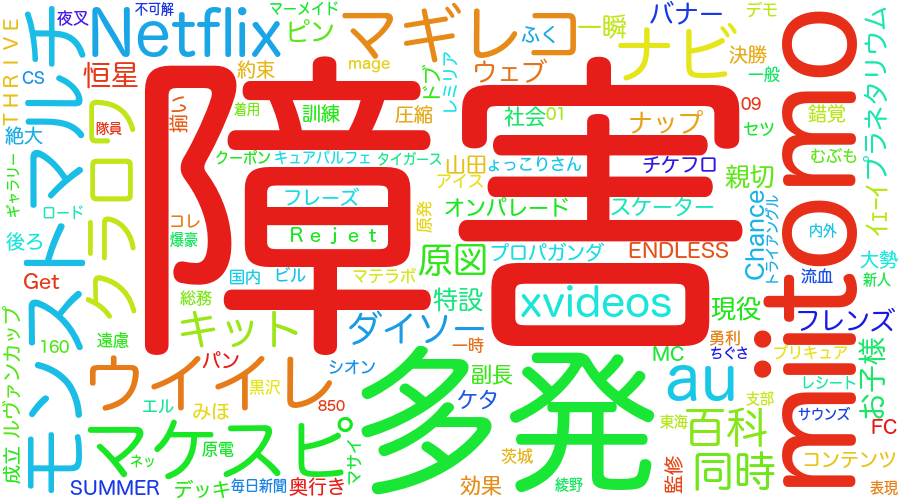 障害
多発
miitomo
モンストマルチ
Netflix
マギレコ
ナビ
クラロワ
ウイイレ
マケスピ
au
xvideos
百科
同時
キット
ダイソー
原図
恒星
ピン
一瞬
バナー
デモ
ふく
決勝
一般
夜叉
不可解
マーメイド
THRIVE
CS
絶大
隊員
約束
mage
ドブ
レミリア
ウェブ
着用
揃い
訓練
圧縮
社会
01
ナップ
09
セツ
錯覚
プラネタリウム
むぶも
クーポン
キュアパルフェ
タイガース
山田
ょっこりさん
アイス
チケフロ
親切
ギャラリー
ロード
フレーズ
原発
オンパレード
スケーター
Chance
トライアングル
内外
イェーイ
コレ
爆豪
Rejet
後ろ
Get
国内
ビル
マテラボ
プロパガンダ
ENDLESS
流血
大勢
新人
総務
特設
現役
フレンズ
160
遠慮
一時
勇利
MC
ちぐさ
プリキュア
お子様
ルヴァンカップ
パン
シオン
副長
レシート
エル
みほ
黒沢
850
ケタ
支部
サウンズ
FC
東海
成立
ネッ
原電
マサイ
茨城
監修
コンテンツ
SUMMER
デッキ
毎日新聞
奥行き
効果
綾野
表現